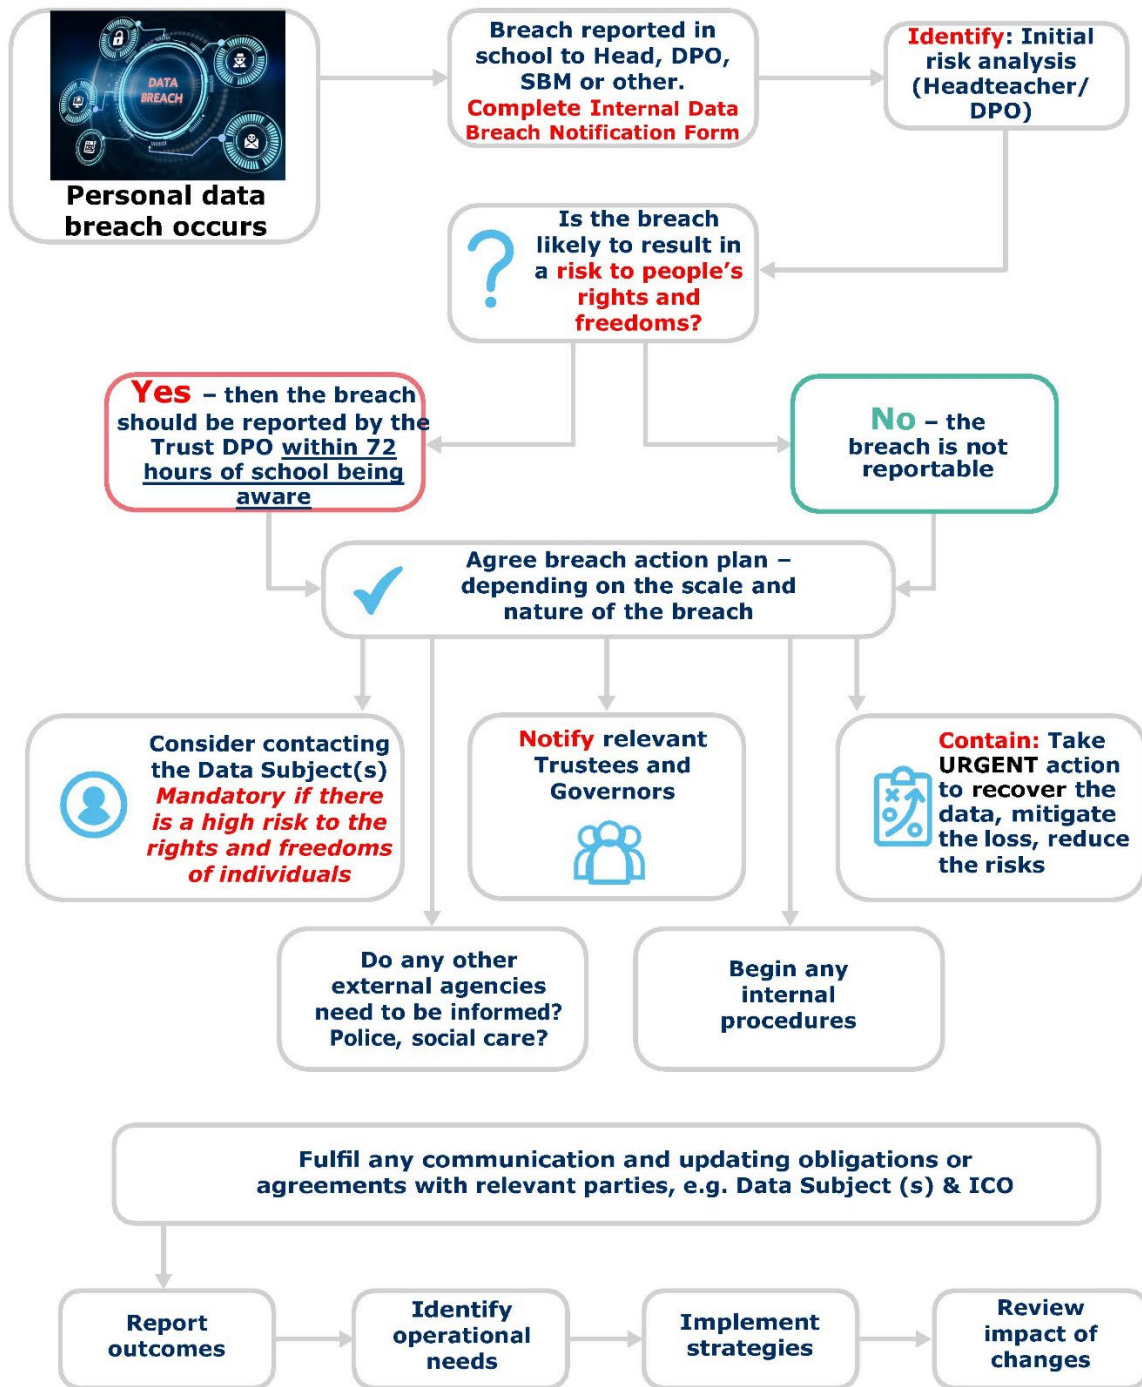 DATA
BREACH
Personal data
breach occurs
Breach reported in
school to Head, DPO,
SBM or other.
Complete Internal Data
Breach Notification Form
Identify: Initial
risk analysis
(Headteacher/
DPO)
Is the breach
likely to result in
a risk to people’s
rights and
freedoms?
Yes – then the breach
should be reported by the
Trust DPO within 72
hours of school being
aware
No – the
breach is not
reportable
Agree breach action plan –
depending on the scale and
nature of the breach
Consider contacting
the Data Subject(s)
Mandatory if there
is a high risk to the
rights and freedoms
of individuals
Notify relevant
Trustees and
Governors
Contain: Take
URGENT action
to recover the
data, mitigate
the loss, reduce
the risks
Do any other
external agencies
need to be informed?
Police, social care?
Begin any
internal
procedures
Fulfil any communication and updating obligations or
agreements with relevant parties, e.g. Data Subject (s) & ICO
Report
outcomes
Identify
operational
needs
Implement
strategies
Review
impact of
changes